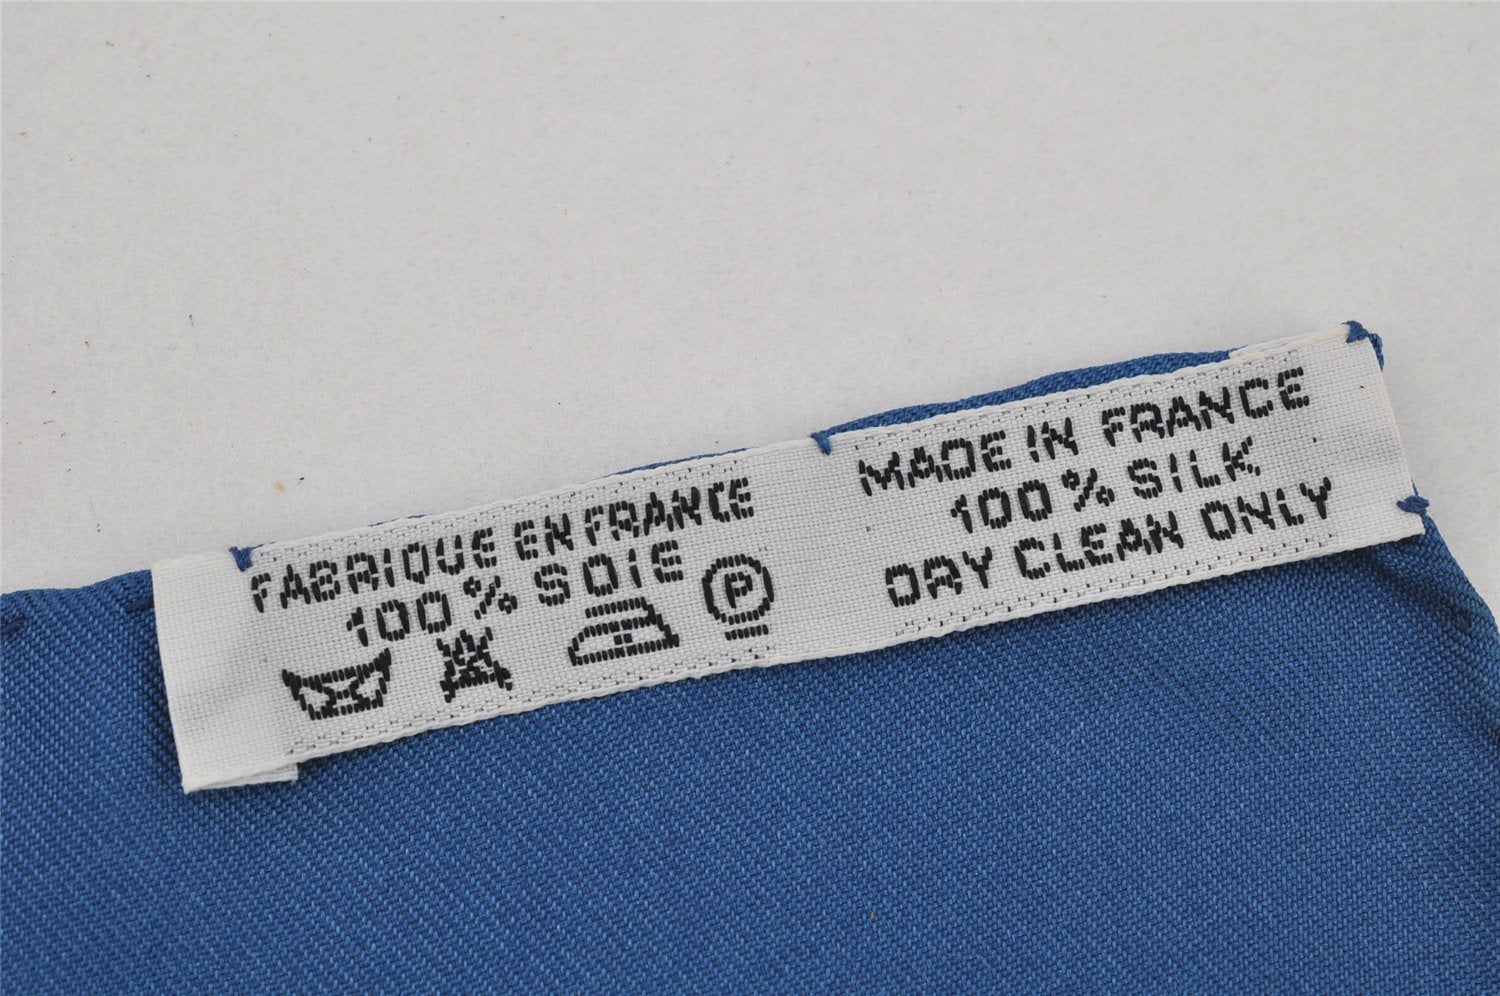 FABRIQUE EN FRANCE
100% SOIE
P
MADE IN FRANCE
100% SILK
DRY CLEAN ONLY